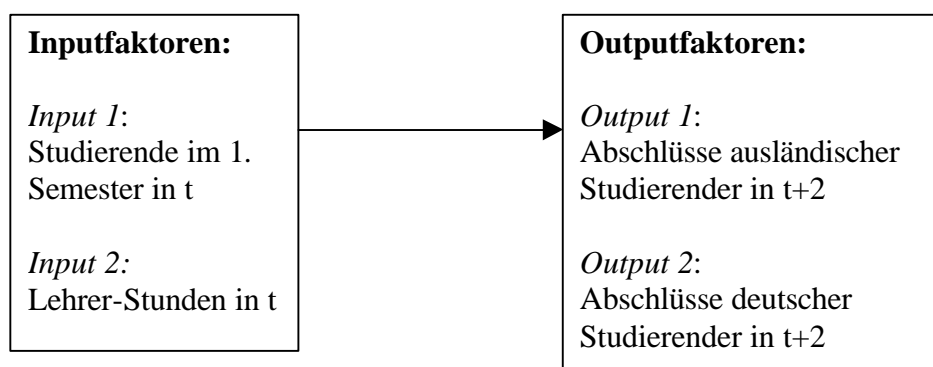 Inputfaktoren:
Input 1:
Studierende im 1.
Semester in t
Input 2:
Lehrer-Stunden in t
Outputfaktoren:
Output 1:
Abschlüsse ausländischer
Studierender in t+2
Output 2:
Abschlüsse deutscher
Studierender in t+2